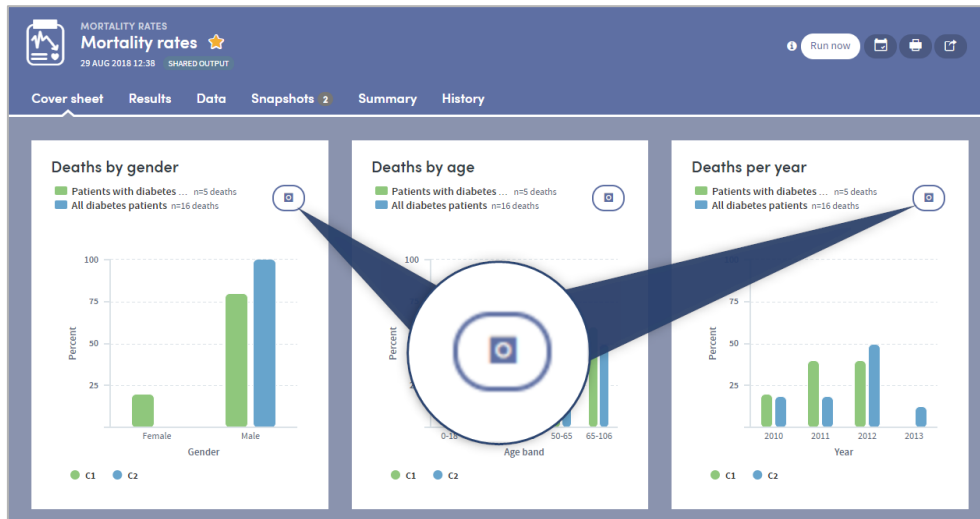 MORTALITY RATES
Mortality rates
29 AUG 2018 12:38 SHARED OUTPUT
Run now
Cover sheet Results Data Snapshots 2 Summary History
Deaths by gender
Patients with diabetes ... n=5 deaths
All diabetes patients n=16 deaths
100
75
50
25
Percent
Female Male
Gender
C1 C2
Deaths by age
Patients with diabetes ... n=5 deaths
All diabetes patients n=16 deaths
100
Percent
50-65 65-106
Age band
C1 C2
Deaths per year
Patients with diabetes ... n=5 deaths
All diabetes patients n=16 deaths
75
50
25
Percent
2010 2011 2012 2013
Year
C1 C2